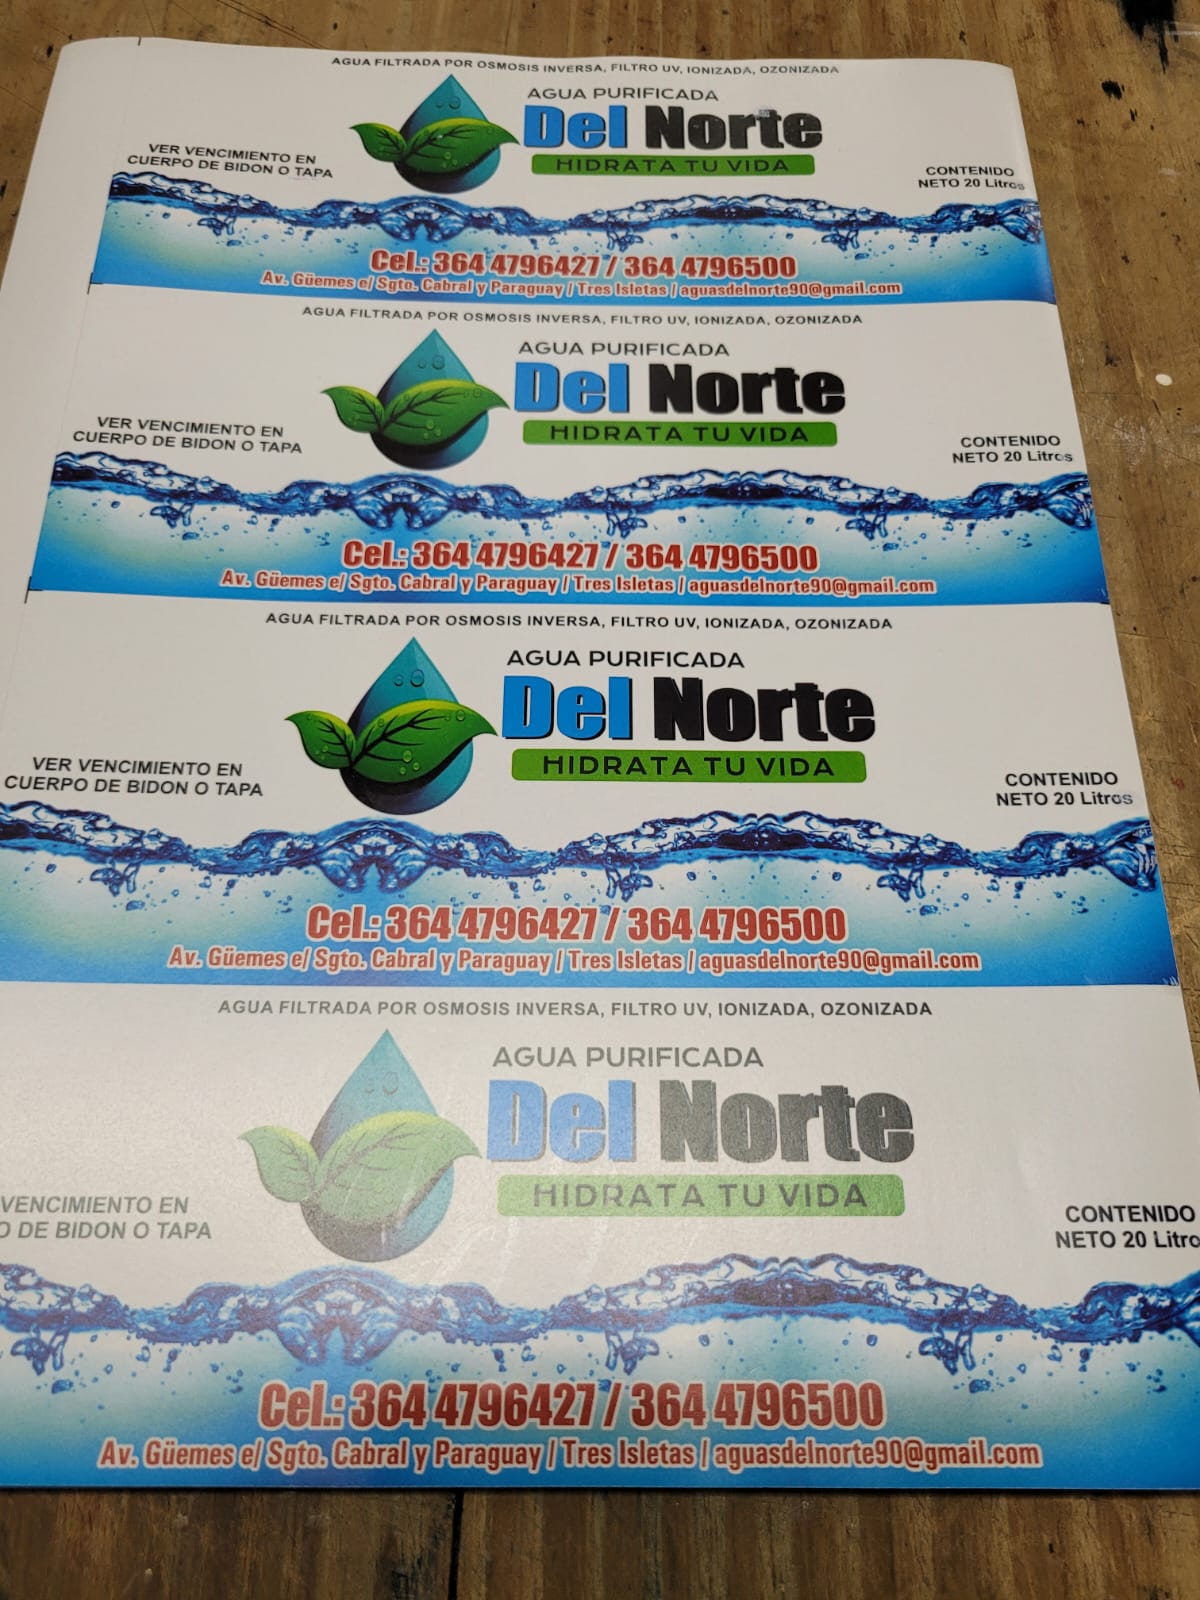 AGUA FILTRADA POR OSMOSIS INVERSA, FILTRO UV, IONIZADA, OZONIZADA
AGUA PURIFICADA
Del Norte
HIDRATA TU VIDA
VER VENCIMIENTO EN
CUERPO DE BIDON O TAPA
CONTENIDO
NETO 20 Litros
Cel.: 364 4796427 / 364 4796500
Av. Güemes e/ Sgto. Cabral y Paraguay / Tres Isletas / aguasdelnorte90@gmail.com
AGUA FILTRADA POR OSMOSIS INVERSA, FILTRO UV, IONIZADA, OZONIZADA
AGUA PURIFICADA
Del Norte
HIDRATA TU VIDA
VER VENCIMIENTO EN
CUERPO DE BIDON O TAPA
CONTENIDO
NETO 20 Litros
Cel.: 364 4796427 / 364 4796500
Av. Güemes e/ Sgto. Cabral y Paraguay / Tres Isletas / aguasdelnorte90@gmail.com
AGUA FILTRADA POR OSMOSIS INVERSA, FILTRO UV, IONIZADA, OZONIZADA
AGUA PURIFICADA
Del Norte
HIDRATA TU VIDA
VER VENCIMIENTO EN
CUERPO DE BIDON O TAPA
CONTENIDO
NETO 20 Litros
Cel.: 364 4796427 / 364 4796500
Av. Güemes e/ Sgto. Cabral y Paraguay / Tres Isletas / aguasdelnorte90@gmail.com
AGUA FILTRADA POR OSMOSIS INVERSA, FILTRO UV, IONIZADA, OZONIZADA
AGUA PURIFICADA
Del Norte
HIDRATA TU VIDA
VENCIMIENTO EN
O DE BIDON O TAPA
CONTENIDO
NETO 20 Litro
Cel.: 364 4796427 / 364 4796500
Av. Güemes e/ Sgto. Cabral y Paraguay / Tres Isletas / aguasdelnorte90@gmail.com